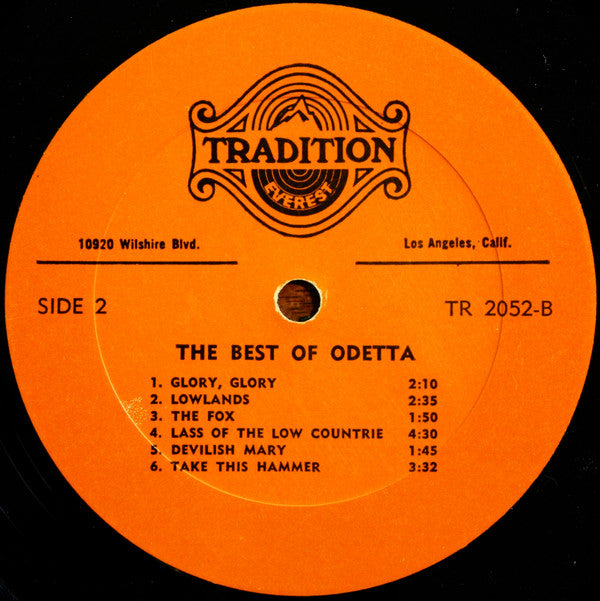 TRADITION
EVEREST
10920 Wilshire Blvd. Los Angeles, Calif.
SIDE 2 TR 2052-B
THE BEST OF ODETTA
1. GLORY, GLORY 2:10
2. LOWLANDS 2:35
3. THE FOX 1:50
4. LASS OF THE LOW COUNTRIE 4:30
5. DEVILISH MARY 1:45
6. TAKE THIS HAMMER 3:32